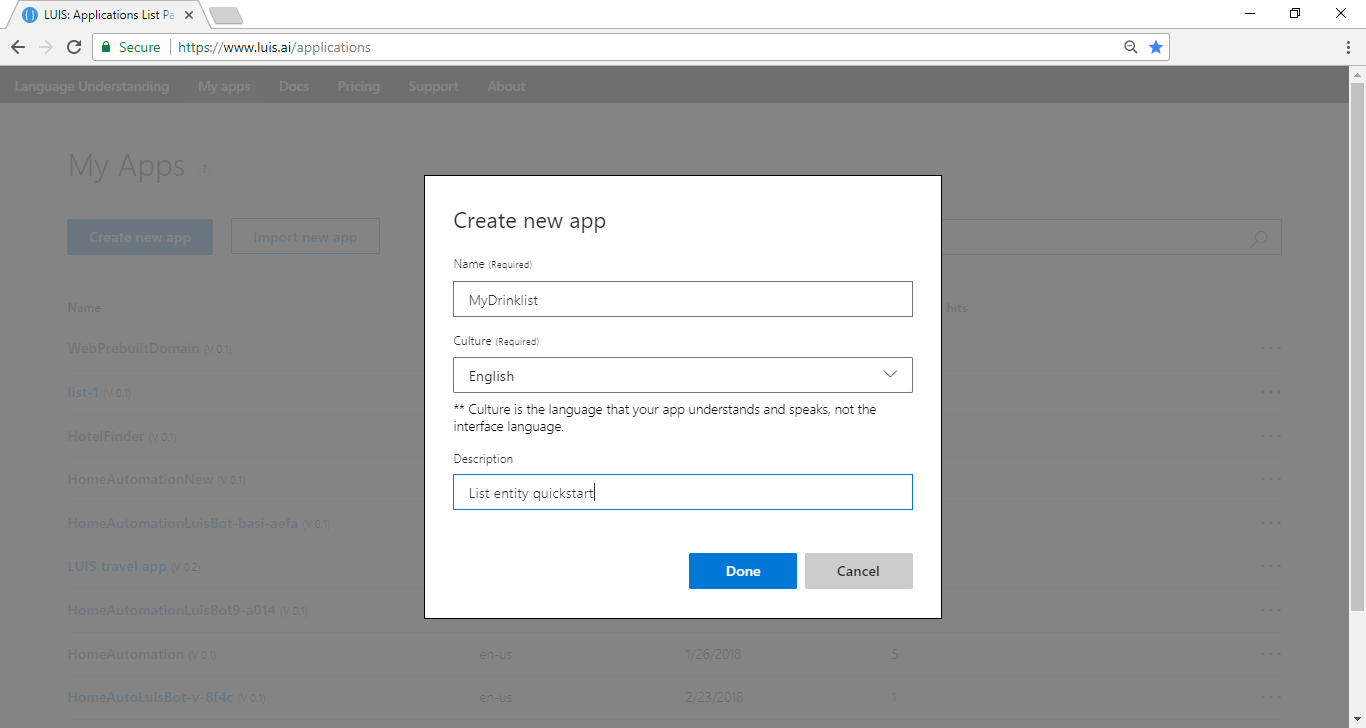 LUIS: Applications List Pa
Secure https://www.luis.ai/applications
Language Understanding My apps Docs Pricing Support About
My Apps ?
Create new app Import new app
Name hits
WebPrebuiltDomain (V 0.1)
list-1 (V 0.1)
HotelFinder (V 0.1)
HomeAutomationNew (V 0.1)
HomeAutomationLuisBot-basi-aefa (V 0.1)
LUIS travel app (V 0.2)
HomeAutomationLuisBot9-a014 (V 0.1)
HomeAutomation (V 0.1) en-us 1/26/2018 5
HomeAutoLuisBot-v-8f4c (V 0.1) en-us 2/23/2018 1
Create new app
Name (Required)
MyDrinklist
Culture (Required)
English
** Culture is the language that your app understands and speaks, not the
interface language.
Description
List entity quickstart
Done Cancel